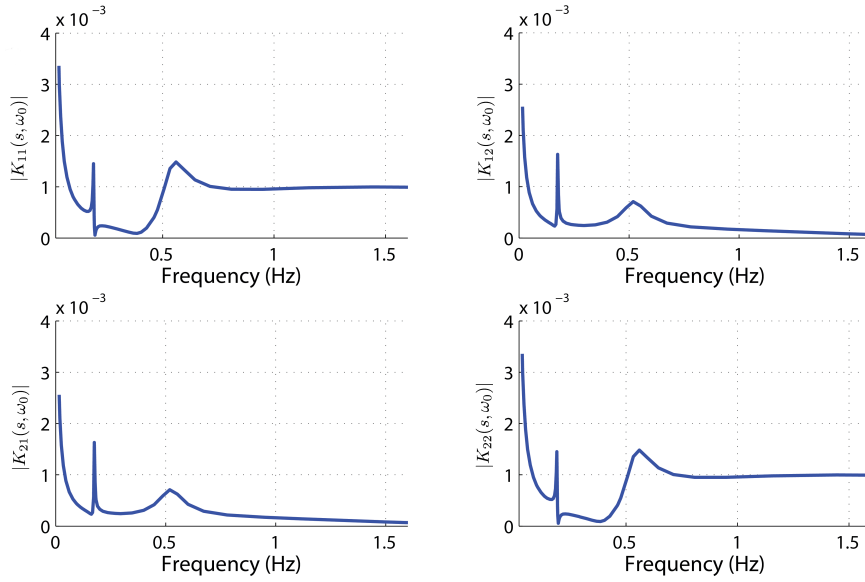 x 10⁻³
4
3
2
1
0
|K₁₁(s, ω₀)|
0
0.5
1
1.5
Frequency (Hz)
x 10⁻³
4
3
2
1
0
|K₁₂(s, ω₀)|
0.5
1
1.5
Frequency (Hz)
x 10⁻³
4
3
2
1
0
|K₂₁(s, ω₀)|
0
0.5
1
1.5
Frequency (Hz)
x 10⁻³
4
3
2
1
0
|K₂₂(s, ω₀)|
0.5
1
1.5
Frequency (Hz)